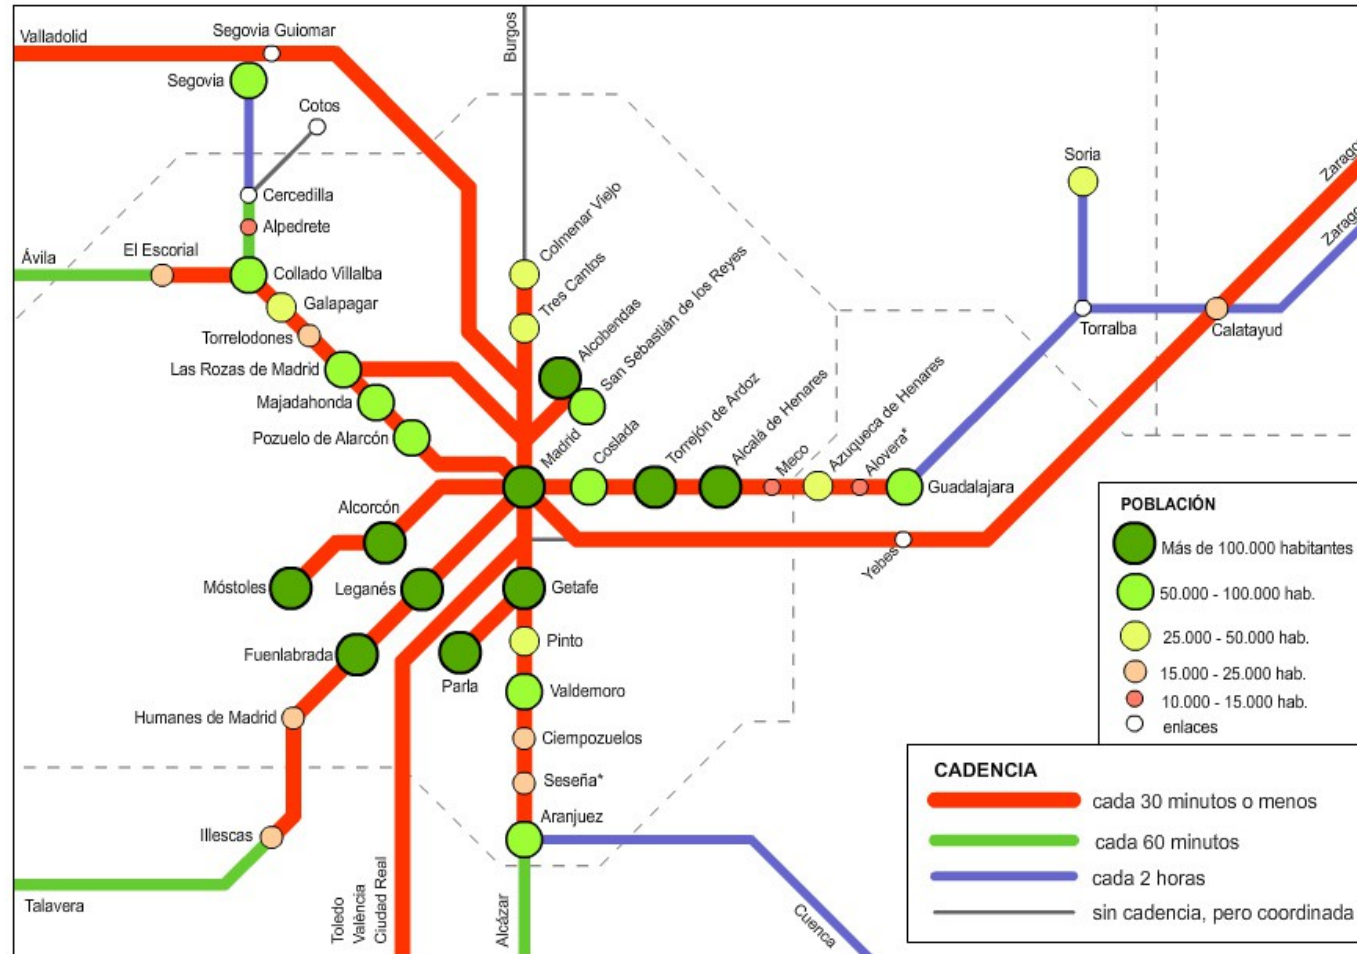 Valladolid
Segovia Guiomar
Burgos
Segovia
Cotos
Soria
Zarago
Zarago
Cercedilla
Alpedrete
Colmenar Viejo
Ávila
El Escorial
Collado Villalba
Tres Cantos
Galapagar
Torrelodones
Alcobendas
San Sebastián de los Reyes
Torralba
Calatayud
Las Rozas de Madrid
Majadahonda
Pozuelo de Alarcón
Madrid
Coslada
Torrejón de Ardoz
Alcalá de Henares
Meco
Azuqueca de Henares
Alovera*
Guadalajara
Alcorcón
Yebes
Móstoles
Leganés
Getafe
Fuenlabrada
Pinto
Parla
Valdemoro
Humanes de Madrid
Ciempozuelos
Seseña*
Aranjuez
Illescas
Talavera
Toledo
València
Ciudad Real
Alcázar
Cuenca
POBLACIÓN
Más de 100.000 habitantes
50.000 - 100.000 hab.
25.000 - 50.000 hab.
15.000 - 25.000 hab.
10.000 - 15.000 hab.
enlaces
CADENCIA
cada 30 minutos o menos
cada 60 minutos
cada 2 horas
sin cadencia, pero coordinada